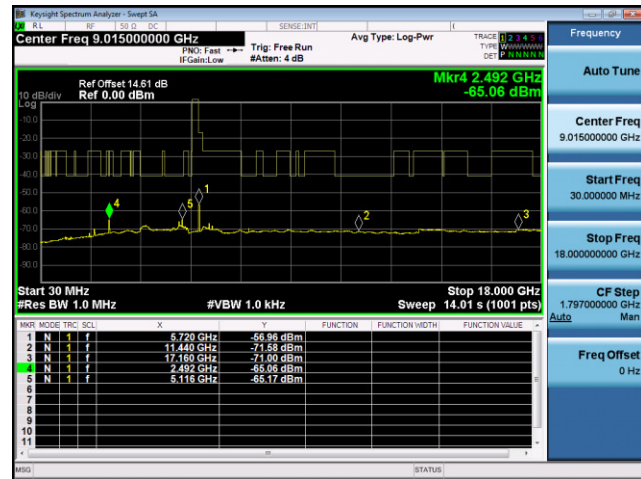 Keysight Spectrum Analyzer - Swept SA
RL RF 50 Ω DC SENSE:INT
Center Freq 9.015000000 GHz
PNO: Fast
IFGain:Low
Trig: Free Run
#Atten: 4 dB
Avg Type: Log-Pwr
TRACE 1 2 3 4 5 6
TYPE WWWWWW
DET P N N N N N
Ref Offset 14.61 dB
10 dB/div Ref 0.00 dBm
Log
Mkr4 2.492 GHz
-65.06 dBm
-10.0
-20.0
-30.0
-40.0
-50.0
-60.0
-70.0
-80.0
-90.0
4
5
1
2
3
Start 30 MHz
Stop 18.000 GHz
#Res BW 1.0 MHz #VBW 1.0 kHz Sweep 14.01 s (1001 pts)
MKR MODE TRC SCL X Y FUNCTION FUNCTION WIDTH FUNCTION VALUE
1 N 1 f 5.720 GHz -56.96 dBm
2 N 1 f 11.440 GHz -71.58 dBm
3 N 1 f 17.160 GHz -71.00 dBm
4 N 1 f 2.492 GHz -65.06 dBm
5 N 1 f 5.116 GHz -65.17 dBm
6
7
8
9
10
11
MSG STATUS
Frequency
Auto Tune
Center Freq
9.015000000 GHz
Start Freq
30.000000 MHz
Stop Freq
18.000000000 GHz
CF Step
1.797000000 GHz
Auto Man
Freq Offset
0 Hz